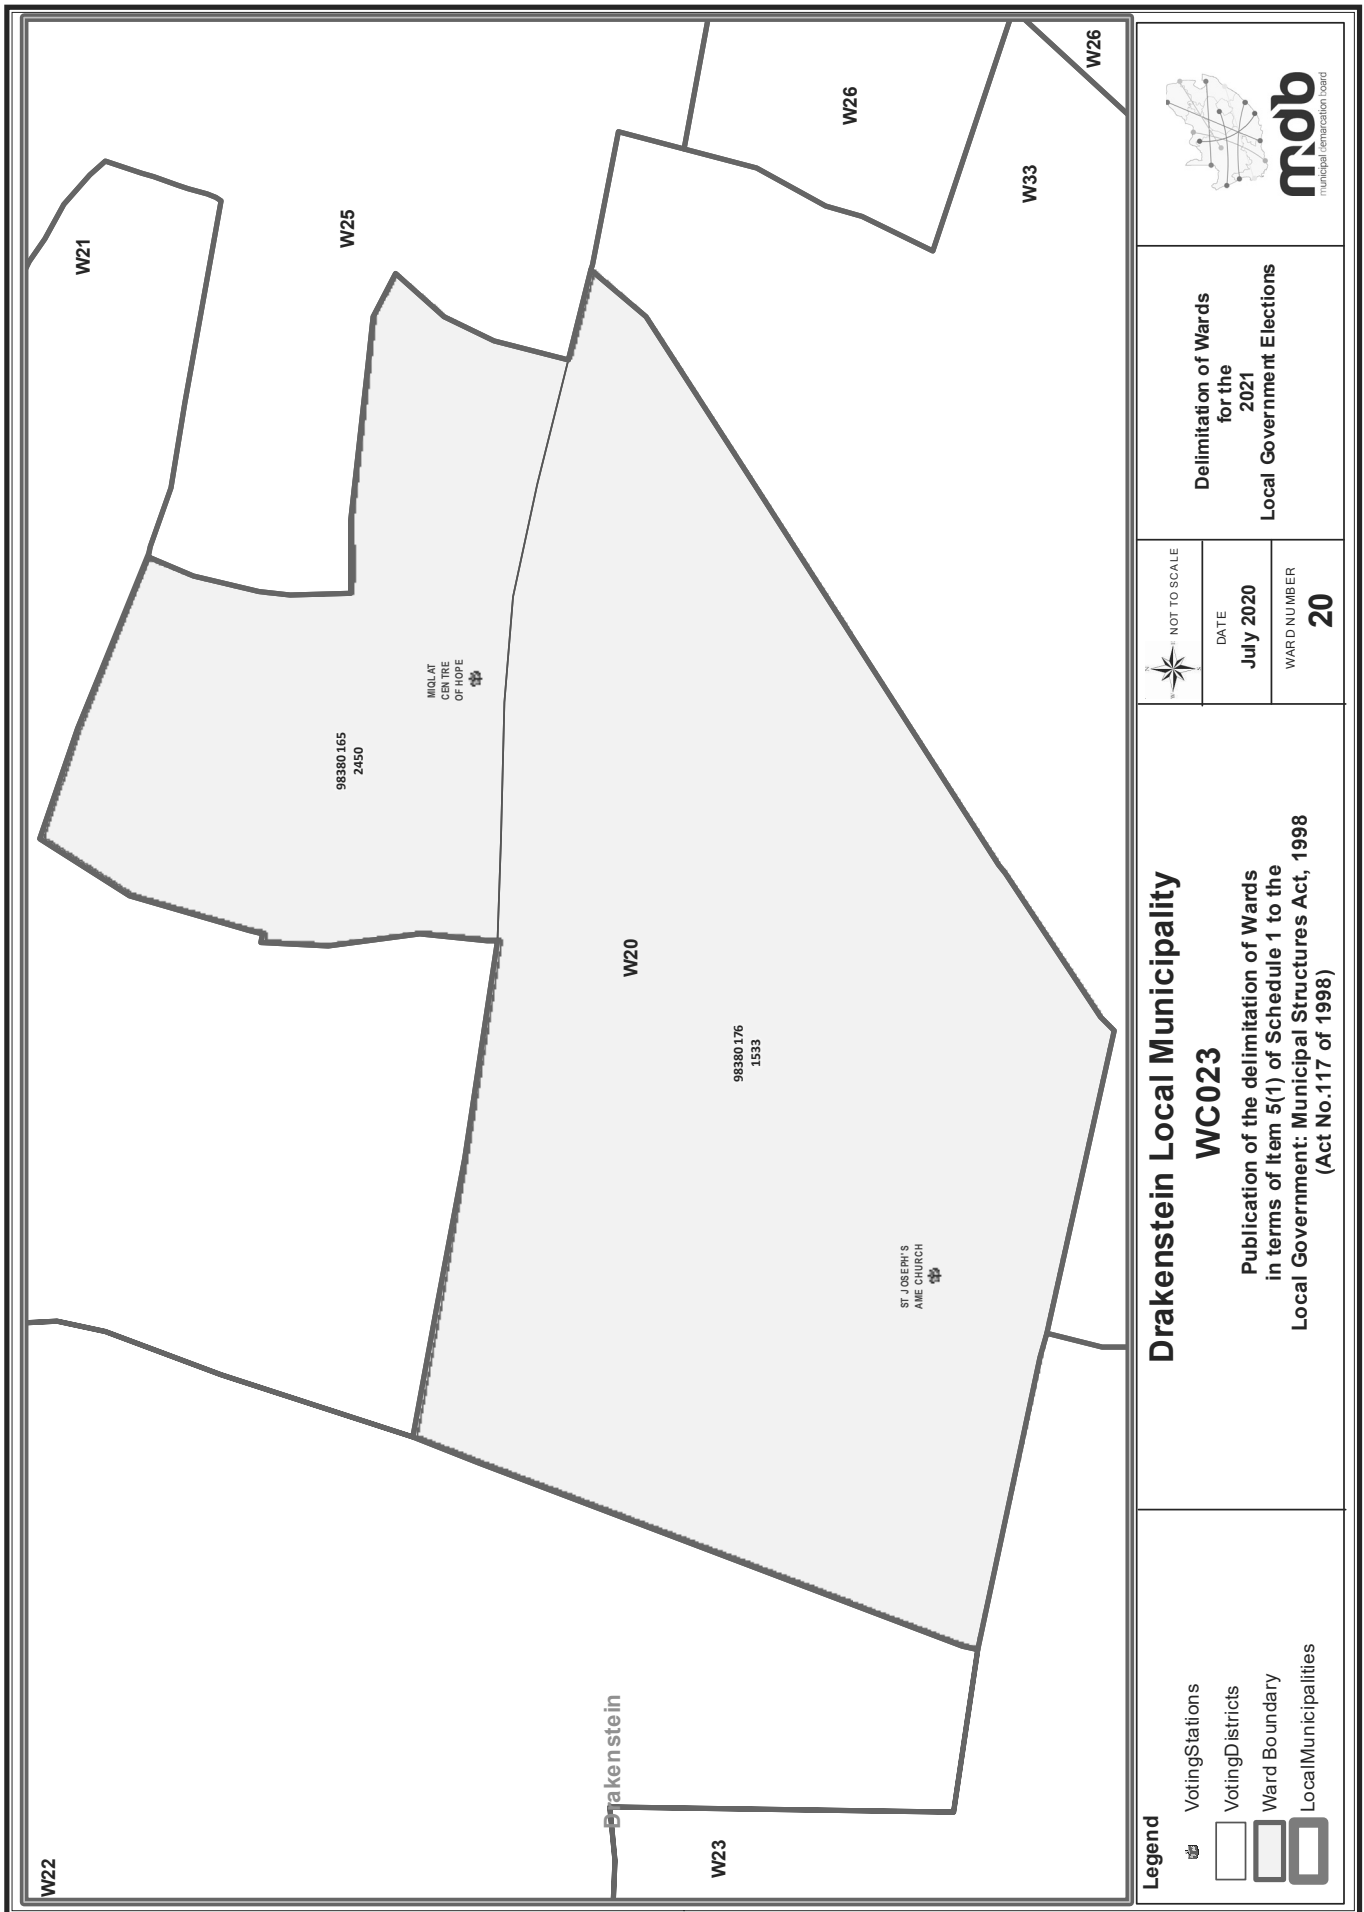 W22
W21
W25
W26
W26
W33
W23
Drakenstein
MIQLAT
CENTRE
OF HOPE
98380165
2450
W20
98380176
1533
ST JOSEPH'S
AME CHURCH
Legend
VotingStations
VotingDistricts
Ward Boundary
LocalMunicipalities
Drakenstein Local Municipality
WC023
Publication of the delimitation of Wards
in terms of Item 5(1) of Schedule 1 to the
Local Government: Municipal Structures Act, 1998
(Act No.117 of 1998)
N
W
E
S
NOT TO SCALE
DATE
July 2020
WARD NUMBER
20
Delimitation of Wards
for the
2021
Local Government Elections
mdb
municipal demarcation board